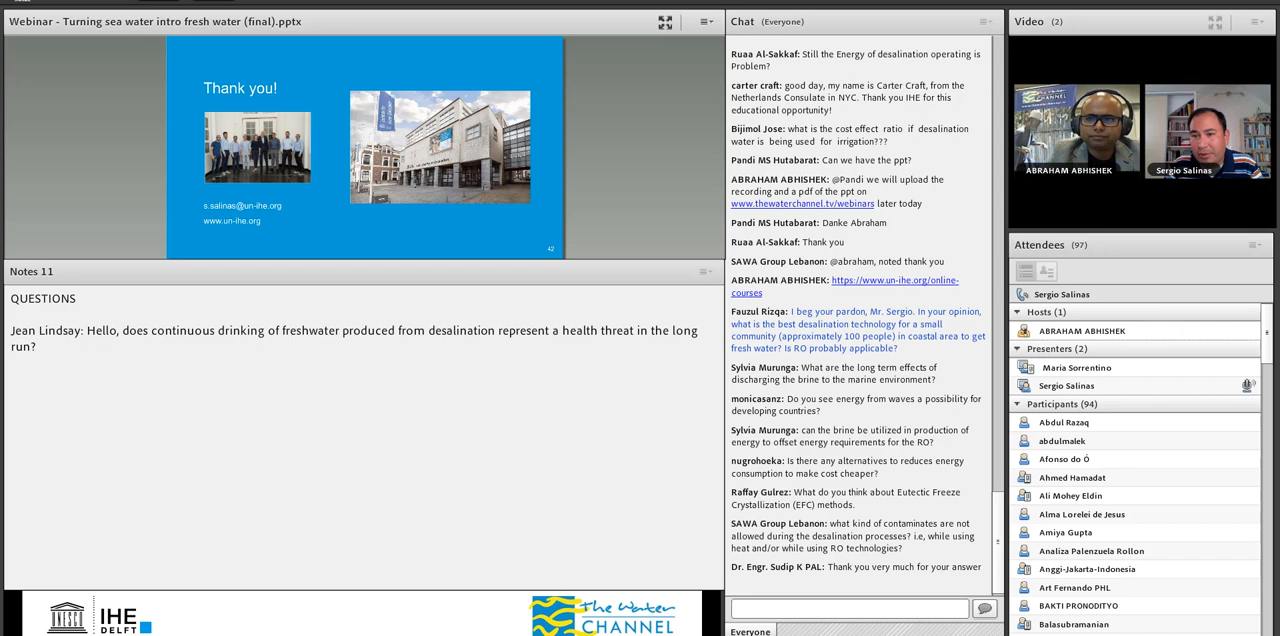 Webinar - Turning sea water intro fresh water (final).pptx
Thank you!
s.salinas@un-ihe.org
www.un-ihe.org
42
Notes 11
QUESTIONS
Jean Lindsay: Hello, does continuous drinking of freshwater produced from desalination represent a health threat in the long
run?
UNESCO
IHE
DELFT
the Water
CHANNEL
Chat (Everyone)
Ruaa Al-Sakkaf: Still the Energy of desalination operating is
Problem?
carter craft: good day, my name is Carter Craft, from the
Netherlands Consulate in NYC. Thank you IHE for this
educational opportunity!
Bijimol Jose: what is the cost effect ratio if desalination
water is being used for irrigation???
Pandi MS Hutabarat: Can we have the ppt?
ABRAHAM ABHISHEK: @Pandi we will upload the
recording and a pdf of the ppt on
www.thewaterchannel.tv/webinars later today
Pandi MS Hutabarat: Danke Abraham
Ruaa Al-Sakkaf: Thank you
SAWA Group Lebanon: @abraham, noted thank you
ABRAHAM ABHISHEK: https://www.un-ihe.org/online-
courses
Fauzul Rizqa: I beg your pardon, Mr. Sergio. In your opinion,
what is the best desalination technology for a small
community (approximately 100 people) in coastal area to get
fresh water? Is RO probably applicable?
Sylvia Murunga: What are the long term effects of
discharging the brine to the marine environment?
monicasanz: Do you see energy from waves a possibility for
developing countries?
Sylvia Murunga: can the brine be utilized in production of
energy to offset energy requirements for the RO?
nugrohoeka: Is there any alternatives to reduces energy
consumption to make cost cheaper?
Raffay Gulrez: What do you think about Eutectic Freeze
Crystallization (EFC) methods.
SAWA Group Lebanon: what kind of contaminates are not
allowed during the desalination processes? i.e, while using
heat and/or while using RO technologies?
Dr. Engr. Sudip K PAL: Thank you very much for your answer
Everyone
Video (2)
CHANNEL
ABRAHAM ABHISHEK
Sergio Salinas
Attendees (97)
Sergio Salinas
Hosts (1)
ABRAHAM ABHISHEK
Presenters (2)
Maria Sorrentino
Sergio Salinas
Participants (94)
Abdul Razaq
abdulmalek
Afonso do Ó
Ahmed Hamadat
Ali Mohey Eldin
Alma Lorelei de Jesus
Amiya Gupta
Analiza Palenzuela Rollon
Anggi-Jakarta-Indonesia
Art Fernando PHL
BAKTI PRONODITYO
Balasubramanian